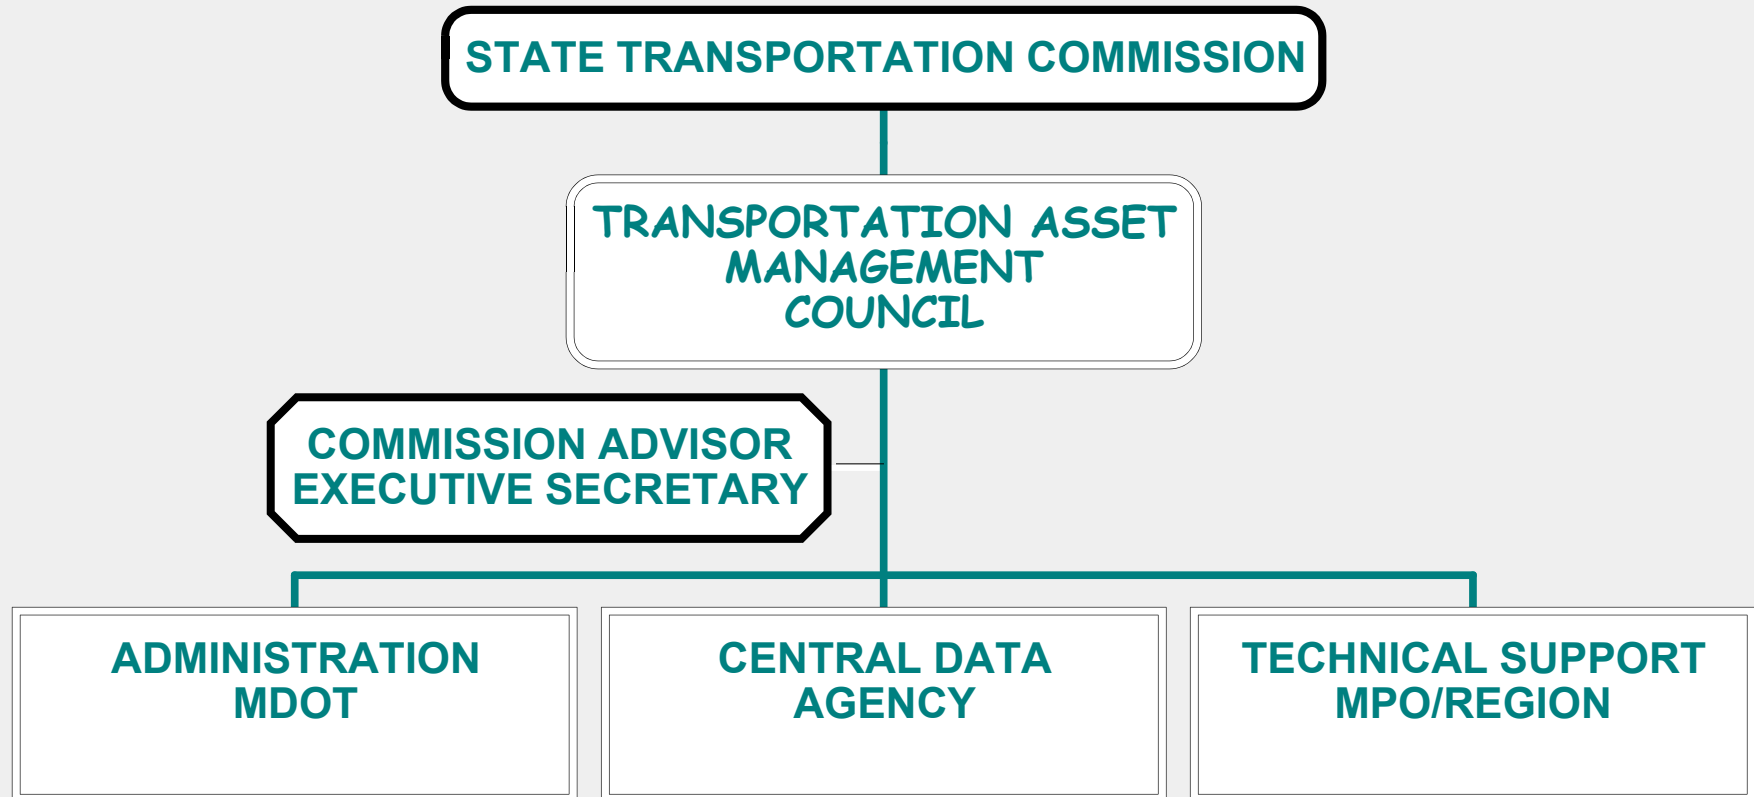 STATE TRANSPORTATION COMMISSION
TRANSPORTATION ASSET
MANAGEMENT
COUNCIL
COMMISSION ADVISOR
EXECUTIVE SECRETARY
ADMINISTRATION
MDOT
CENTRAL DATA
AGENCY
TECHNICAL SUPPORT
MPO/REGION